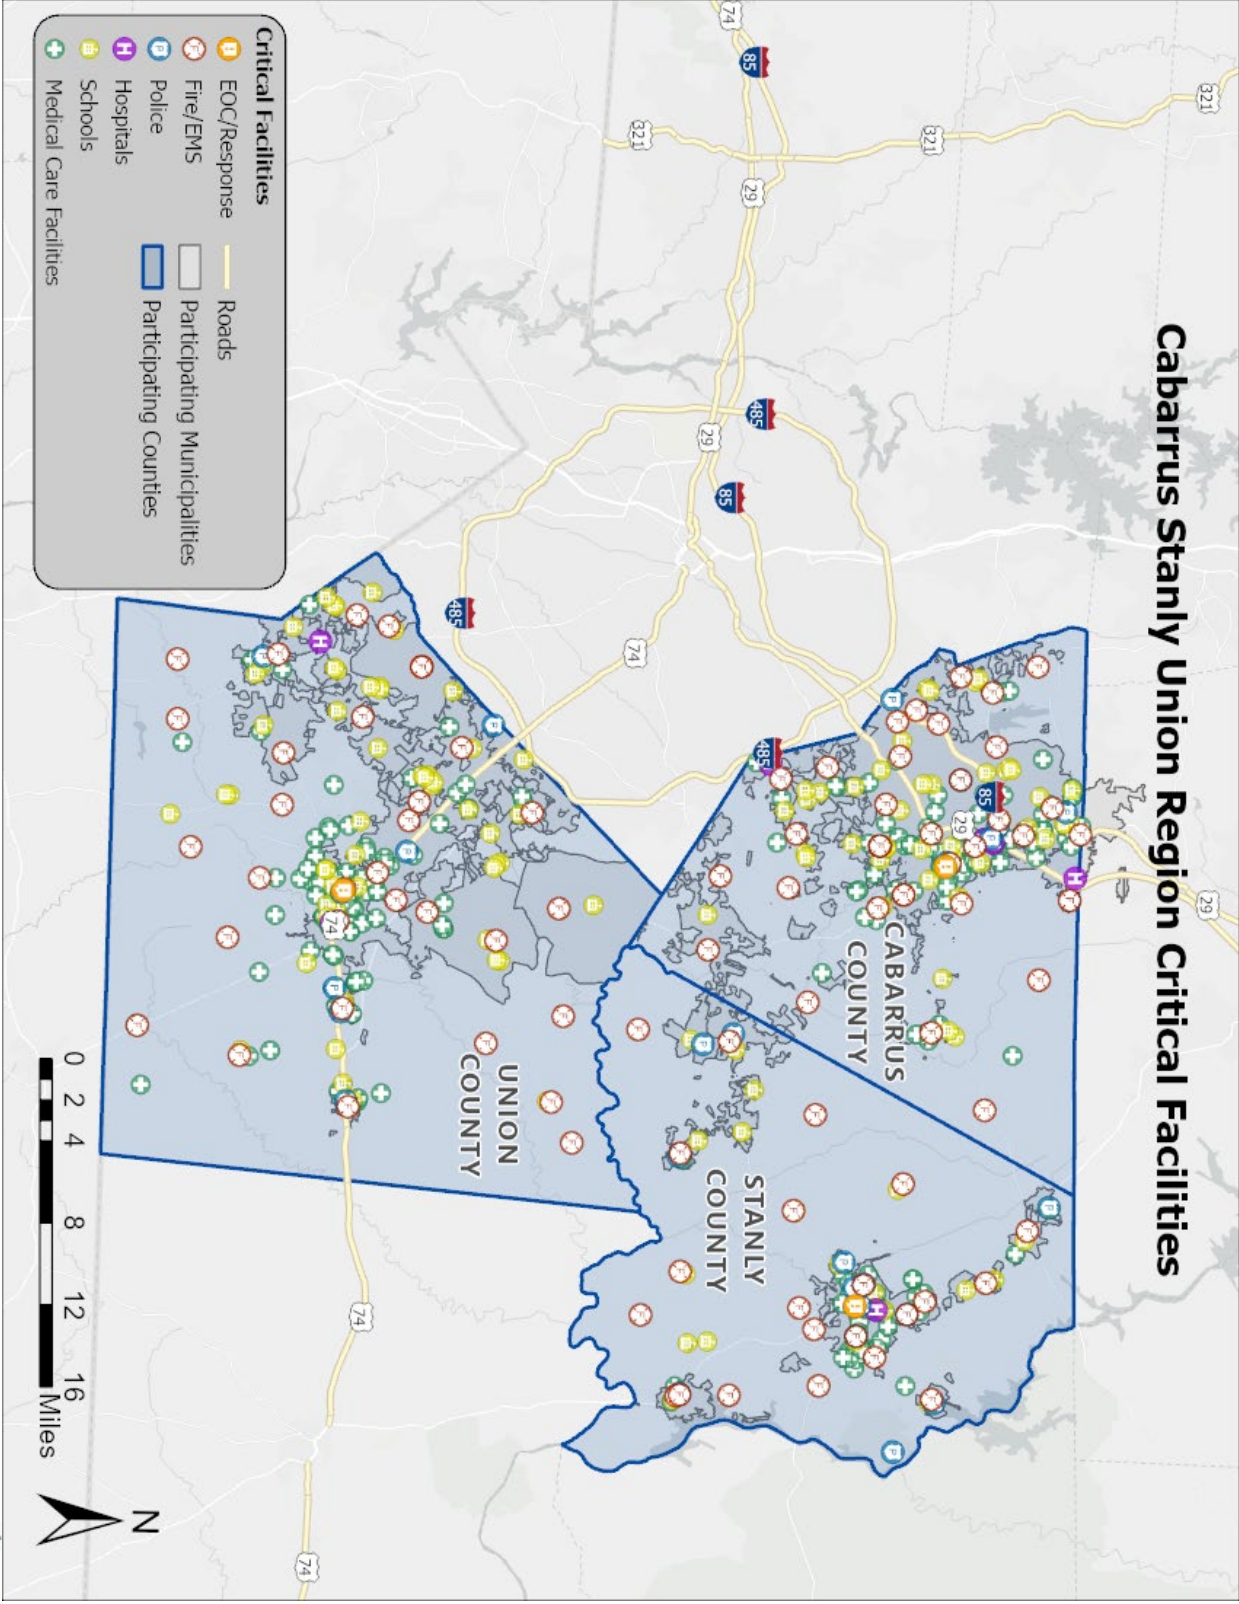 Cabarrus Stanly Union Region Critical Facilities
321
321
321
74
85
29
29
85
485
29
85
29
485
74
485
CABARRUS
COUNTY
STANLY
COUNTY
UNION
COUNTY
74
74
74
Critical Facilities
EOC/Response
Fire/EMS
Police
Hospitals
Schools
Medical Care Facilities
Roads
Participating Municipalities
Participating Counties
0 2 4 8 12 16
Miles
N